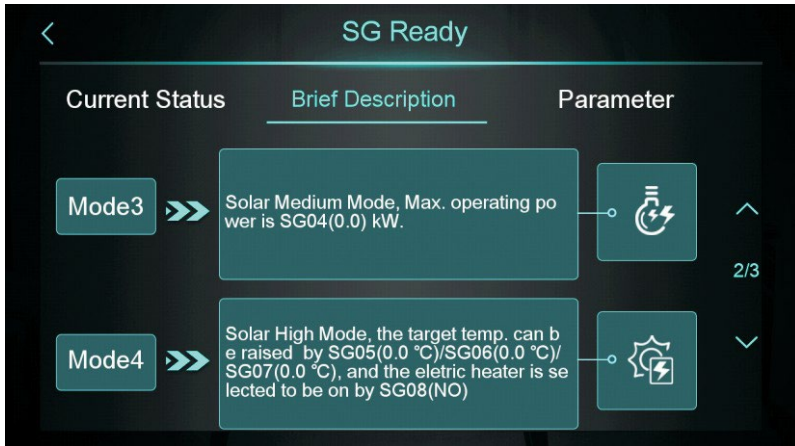 SG Ready
Current Status
Brief Description
Parameter
Mode3
Solar Medium Mode, Max. operating po
wer is SG04(0.0) kW.
2/3
Mode4
Solar High Mode, the target temp. can b
e raised  by SG05(0.0 ℃)/SG06(0.0 ℃)/
SG07(0.0 ℃), and the eletric heater is se
lected to be on by SG08(NO)